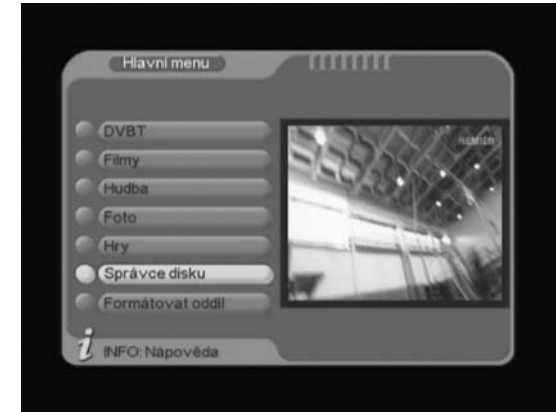 Hlavní menu
DVBT
Filmy
Hudba
Foto
Hry
Správce disku
Formátovat oddíl
INFO: Nápověda